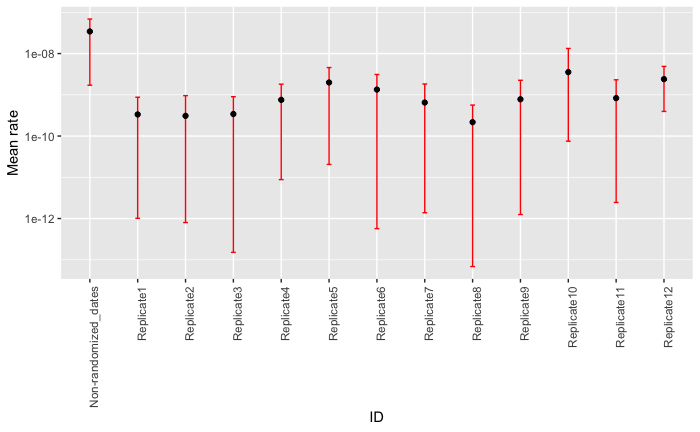 Mean rate
1e-08
1e-10
1e-12
Non-randomized_dates
Replicate1
Replicate2
Replicate3
Replicate4
Replicate5
Replicate6
Replicate7
Replicate8
Replicate9
Replicate10
Replicate11
Replicate12
ID